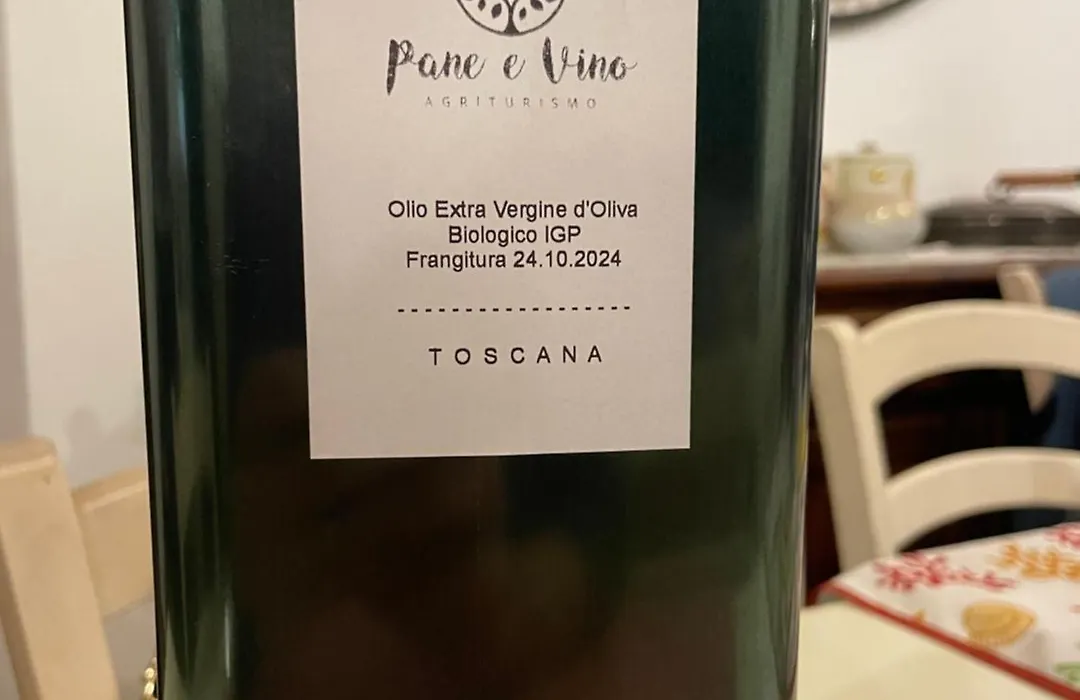 Pane e Vino
AGRITURISMO
Olio Extra Vergine d'Oliva
Biologico IGP
Frangitura 24.10.2024
------------------
TOSCANA